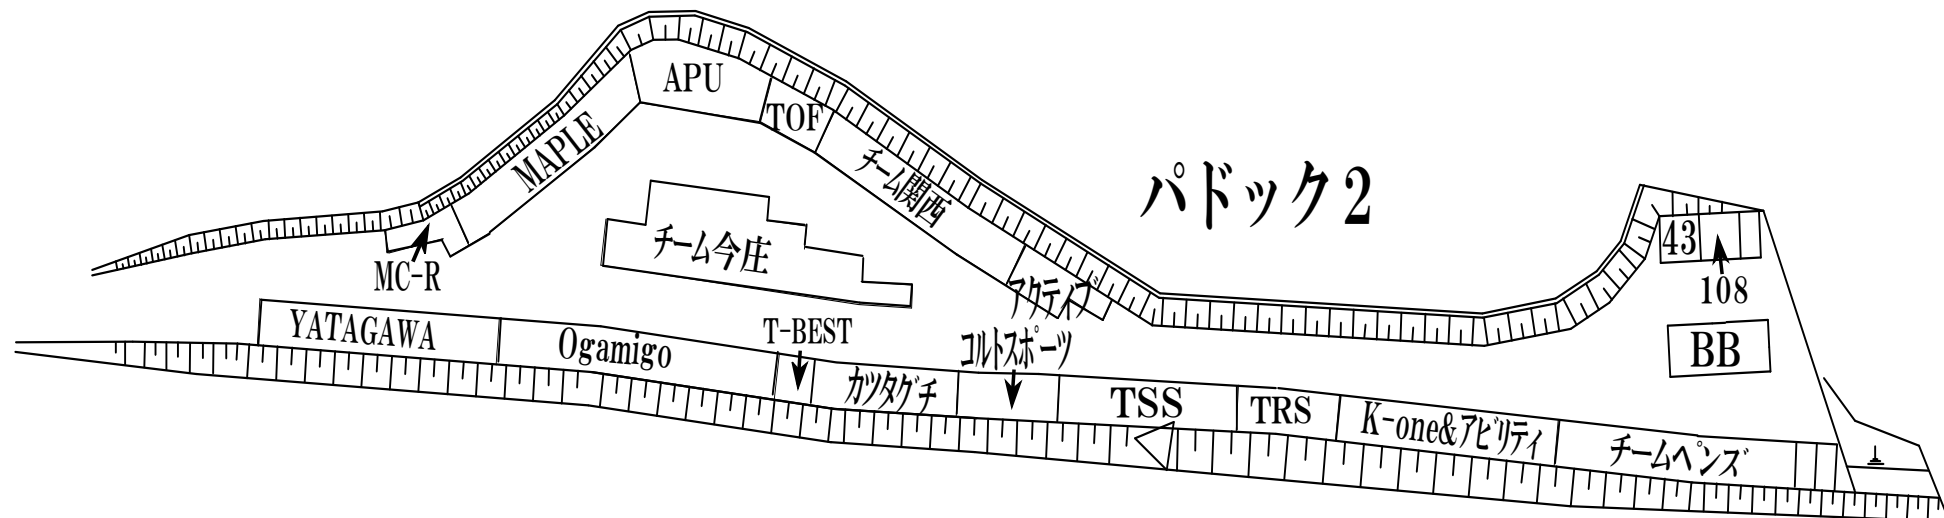 APU
TOF
MAPLE
チーム関西
パドック2
43
108
MC-R
チーム今庄
アクティブ
BB
YATAGAWA
Ogamigo
T-BEST
カツタグチ
コルトスポーツ
TSS
TRS
K-one&アビリティ
チームペンズ